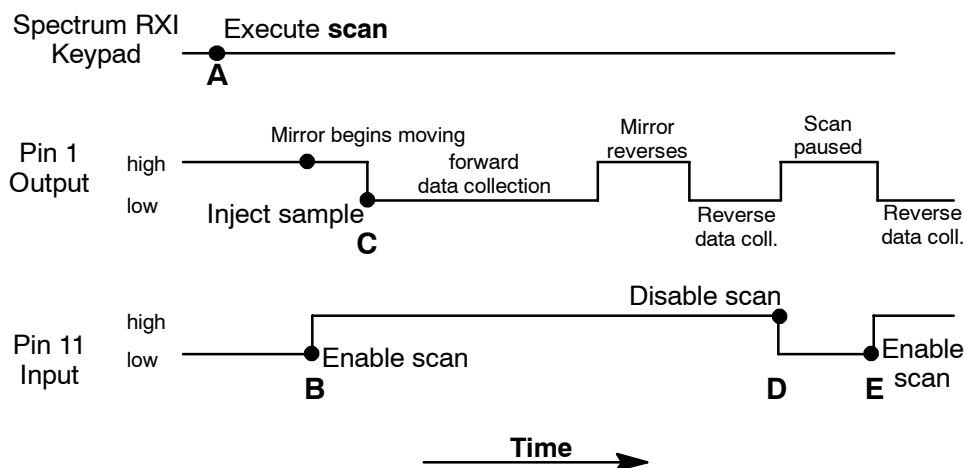 Spectrum RXI
Keypad
Execute scan
A
Pin 1
Output
high
low
Mirror begins moving
Inject sample
C
forward
data collection
Mirror
reverses
Reverse
data coll.
Scan
paused
Reverse
data coll.
Pin 11
Input
high
low
Enable scan
B
Disable scan
D
E
Enable
scan
Time